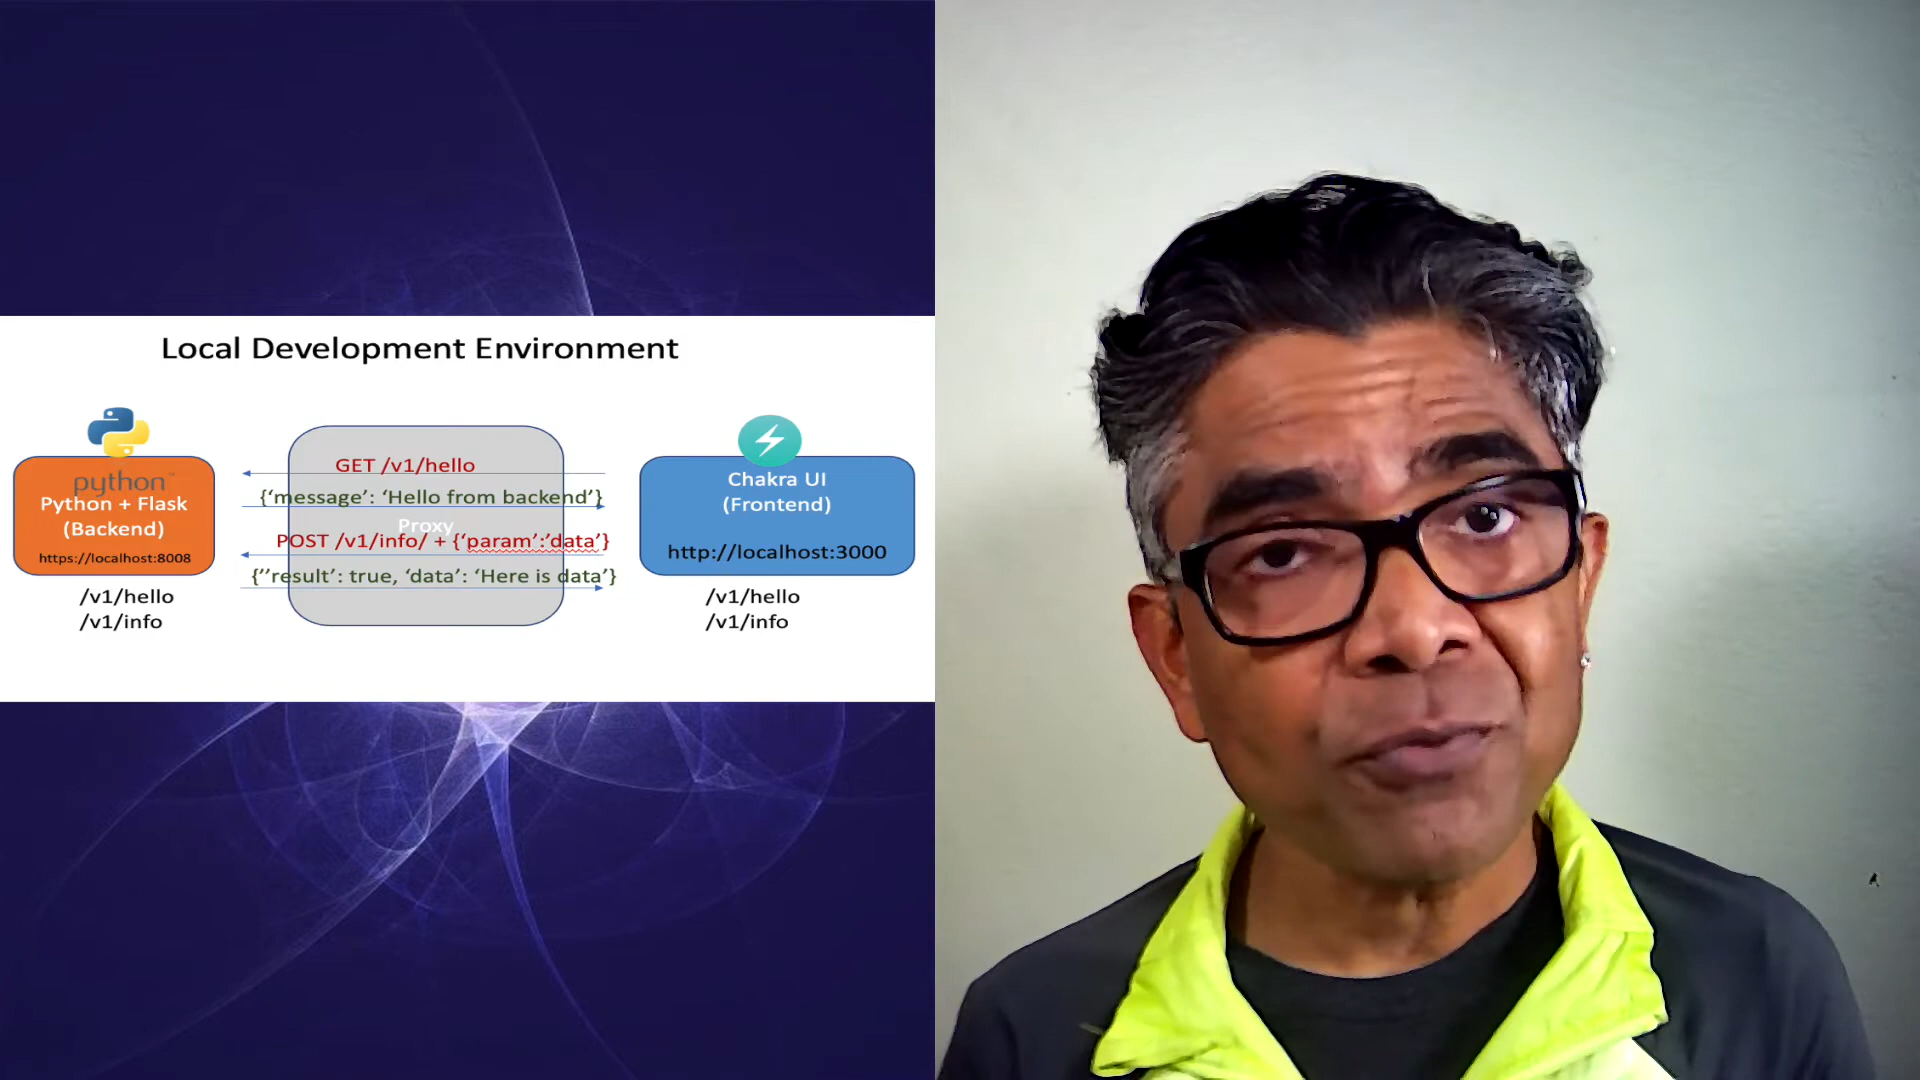 Local Development Environment
python™
Python + Flask
(Backend)
https://localhost:8008
/v1/hello
/v1/info
GET /v1/hello
{‘message’: ‘Hello from backend’}
Proxy
POST /v1/info/ + {‘param’:’data’}
{’’result’: true, ‘data’: ‘Here is data’}
Chakra UI
(Frontend)
http://localhost:3000
/v1/hello
/v1/info